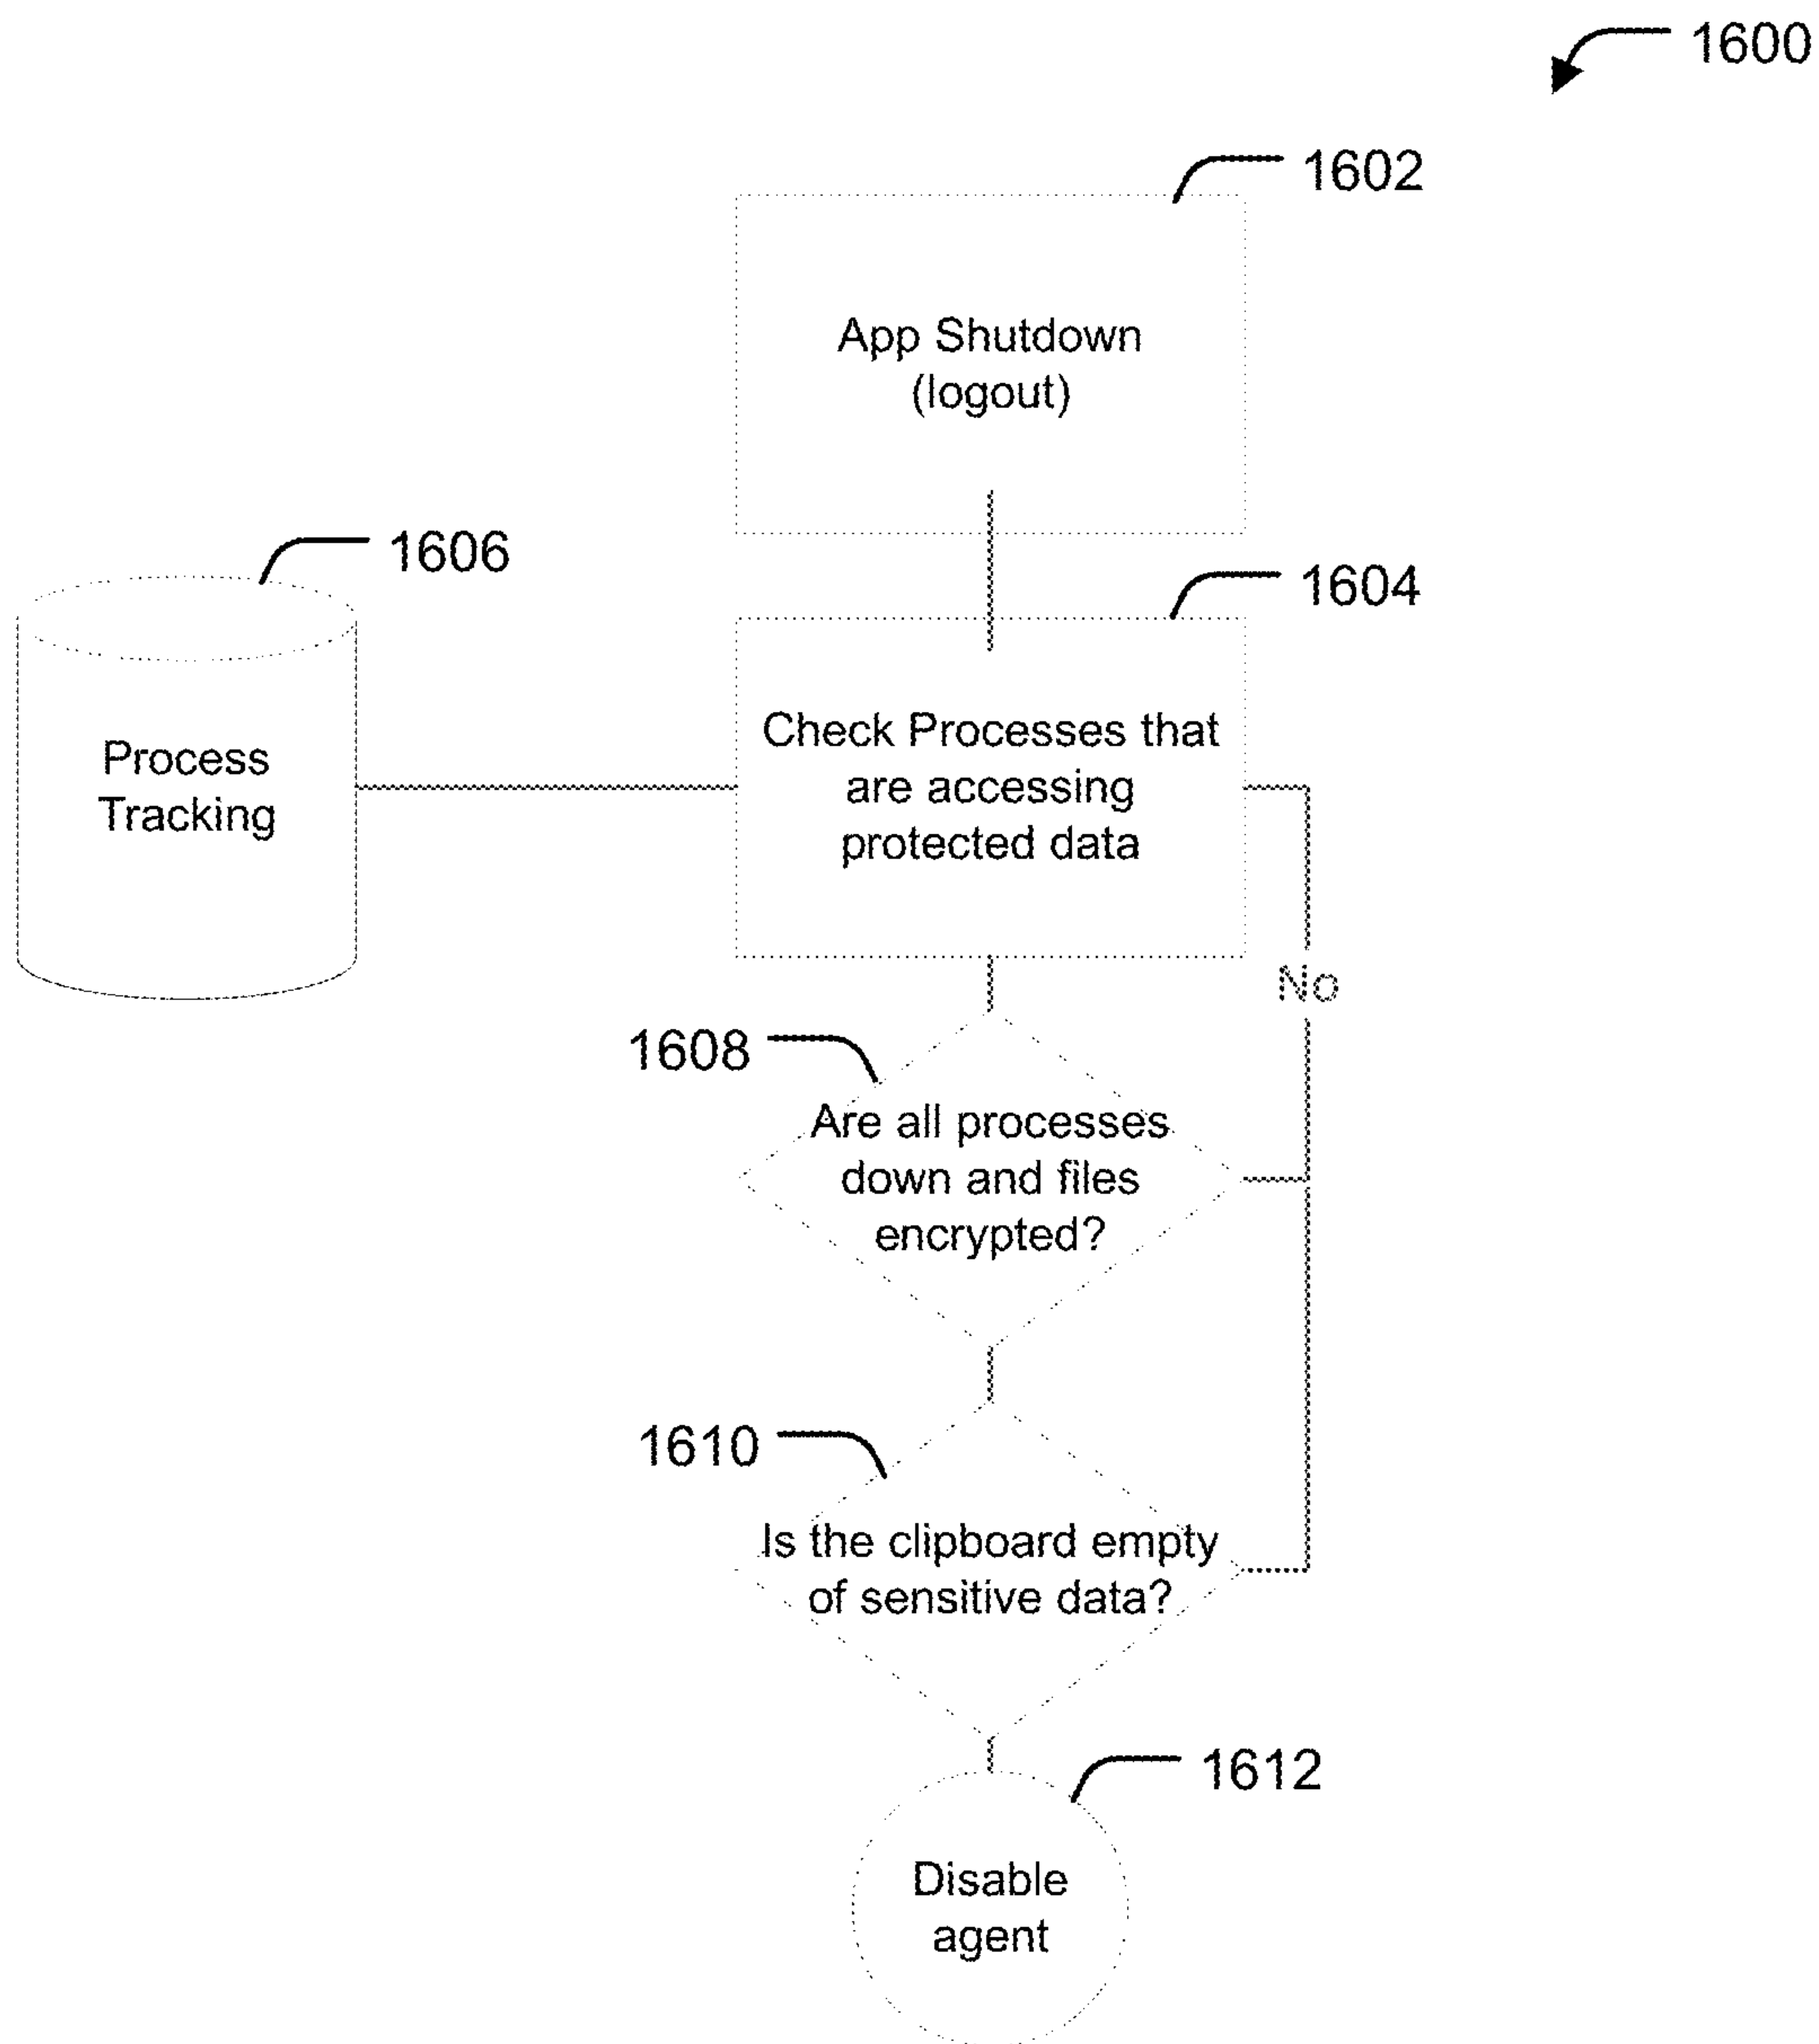 1600
1602
App Shutdown
(logout)
1606
1604
Process
Tracking
Check Processes that
are accessing
protected data
No
1608
Are all processes
down and files
encrypted?
1610
Is the clipboard empty
of sensitive data?
1612
Disable
agent